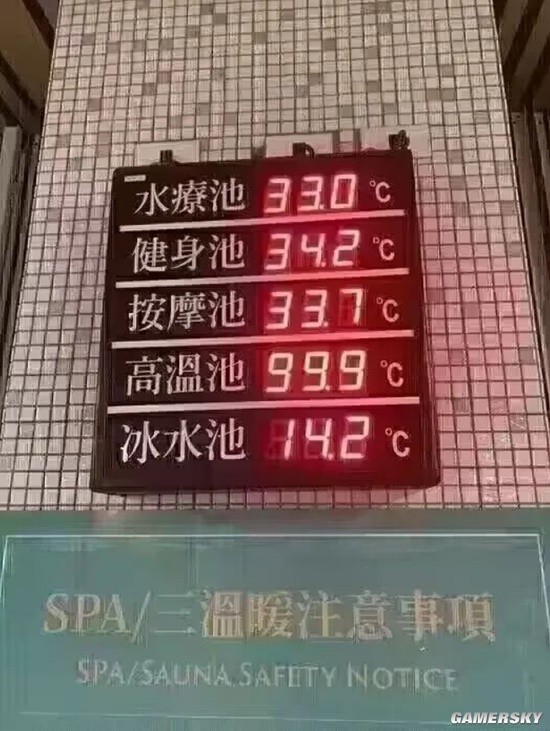 水療池 33.0 ℃
健身池 34.2 ℃
按摩池 33.7 ℃
高溫池 99.9 ℃
冰水池 14.2 ℃
SPA/三溫暖注意事項
SPA/SAUNA SAFETY NOTICE
GAMERSKY